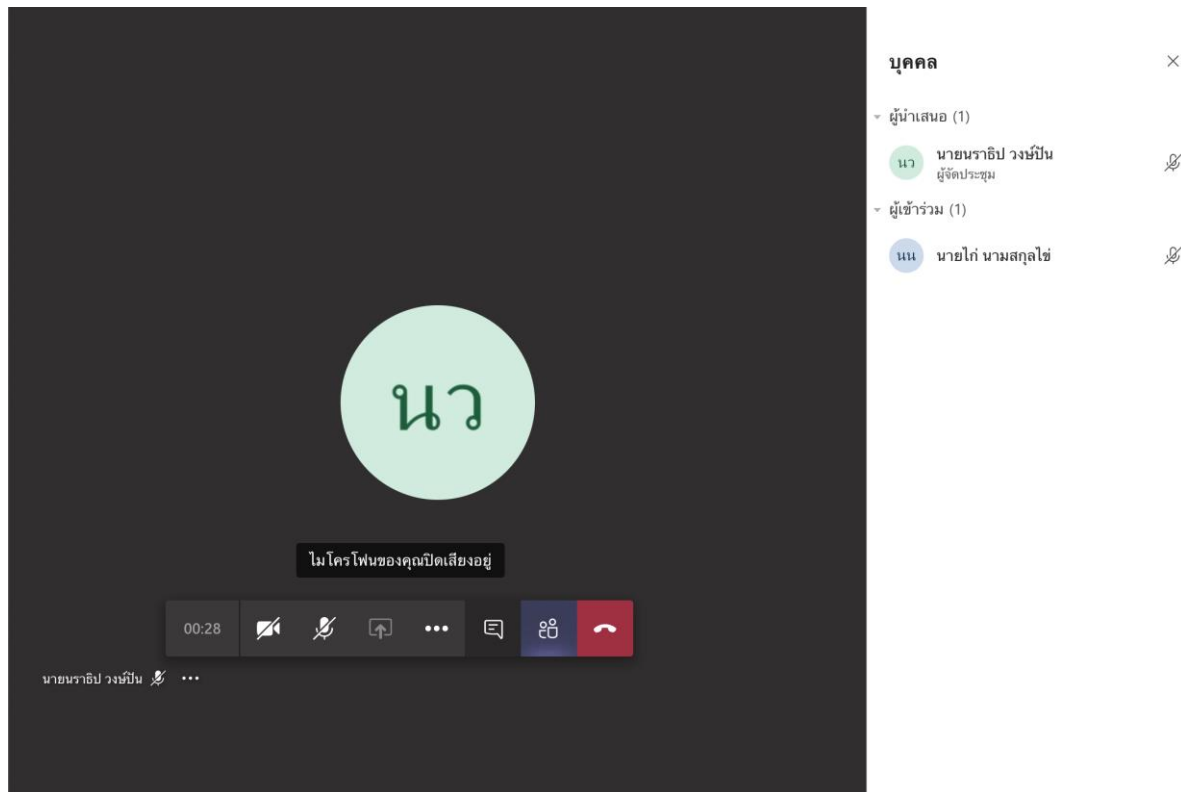 บุคคล
ผู้นำเสนอ (1)
นว
นายนราธิป วงษ์ปัน
ผู้จัดประชุม
ผู้เข้าร่วม (1)
นน
นายไก่ นามสกุลไข่
นว
ไมโครโฟนของคุณปิดเสียงอยู่
00:28
นายนราธิป วงษ์ปัน